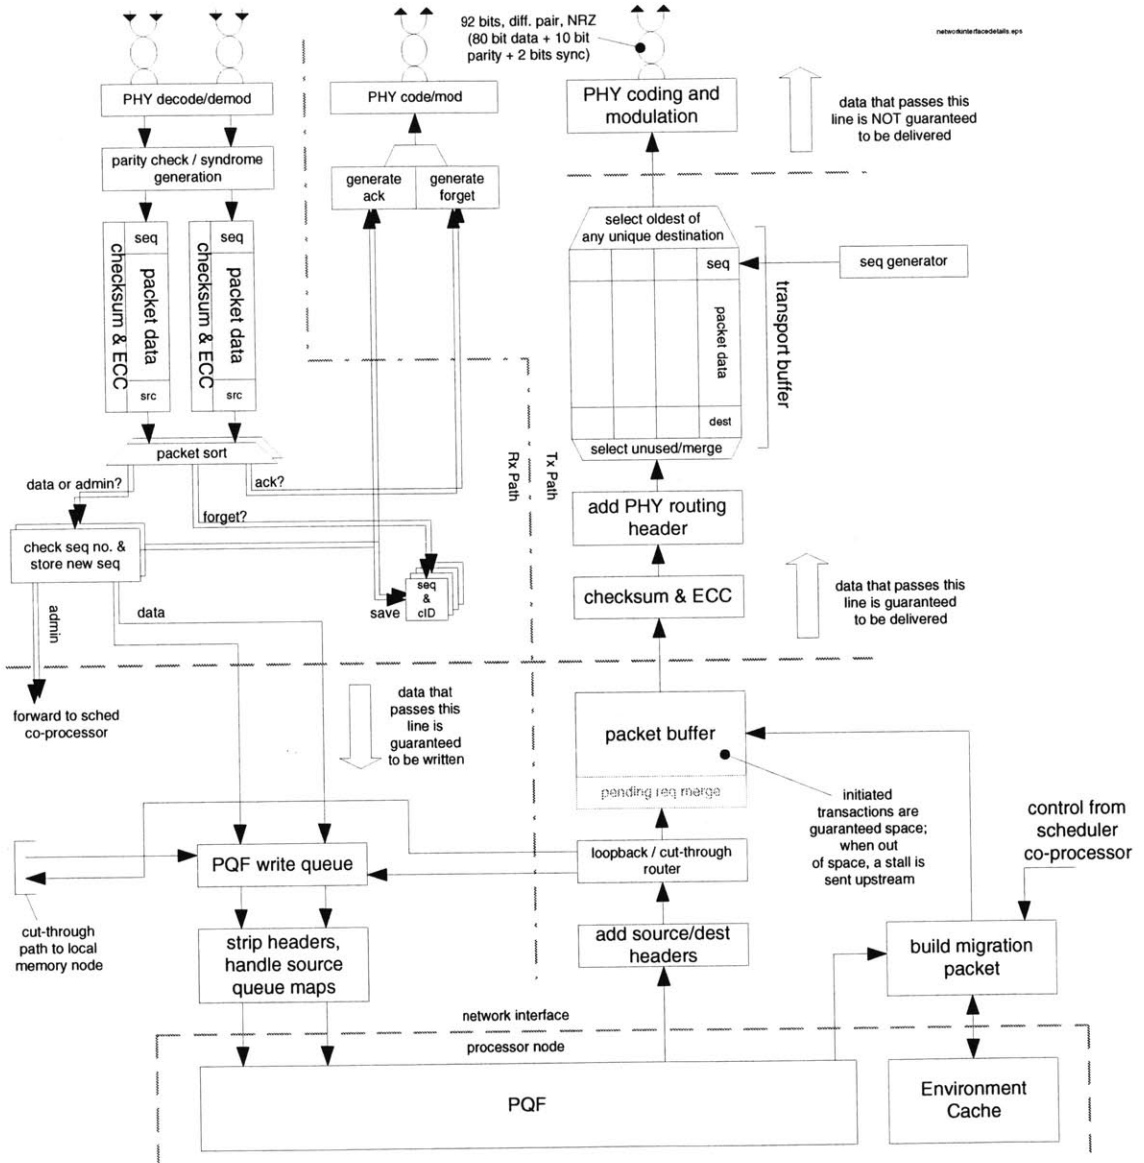 92 bits, diff. pair, NRZ
(80 bit data + 10 bit
parity + 2 bits sync)
networkinterfacedetails.eps
PHY decode/demod
PHY code/mod
PHY coding and
modulation
data that passes this
line is NOT guaranteed
to be delivered
parity check / syndrome
generation
generate
ack
generate
forget
select oldest of
any unique destination
seq
packet data
src
checksum & ECC
seq
packet data
src
checksum & ECC
seq
packet data
dest
seq generator
transport buffer
select unused/merge
packet sort
Rx Path
Tx Path
data or admin?
ack?
forget?
add PHY routing
header
check seq no. &
store new seq
seq
&
cID
save
checksum & ECC
data that passes this
line is guaranteed
to be delivered
admin
data
forward to sched
co-processor
data that
passes this
line is
guaranteed
to be written
packet buffer
pending req merge
initiated
transactions are
guaranteed space;
when out
of space, a stall is
sent upstream
control from
scheduler
co-processor
PQF write queue
loopback / cut-through
router
cut-through
path to local
memory node
strip headers,
handle source
queue maps
add source/dest
headers
build migration
packet
network interface
processor node
PQF
Environment
Cache